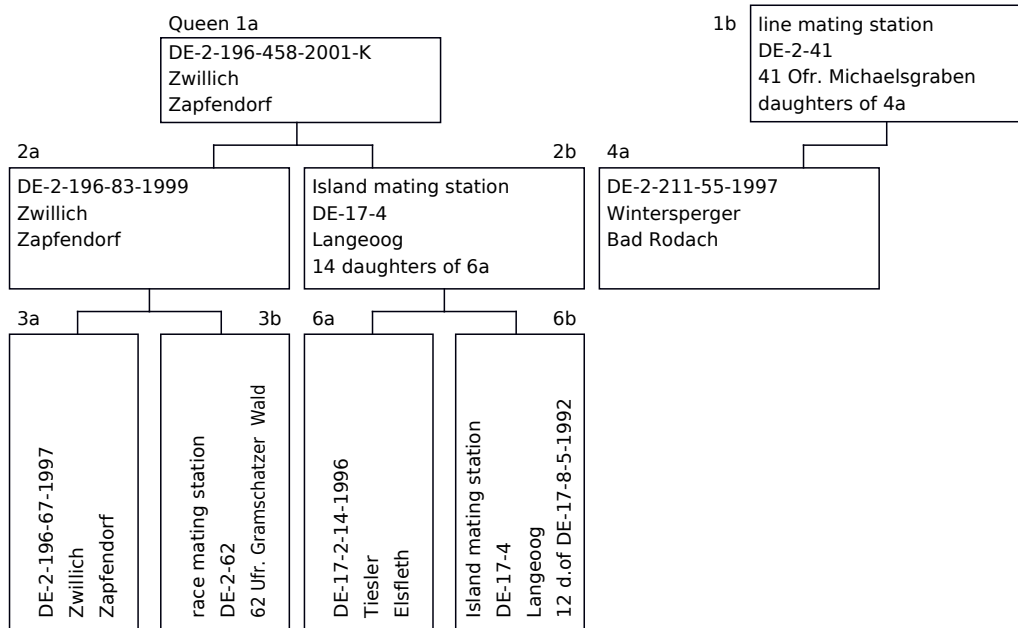 Queen 1a
DE-2-196-458-2001-K
Zwillich
Zapfendorf
1b
line mating station
DE-2-41
41 Ofr. Michaelsgraben
daughters of 4a
2a
DE-2-196-83-1999
Zwillich
Zapfendorf
2b
Island mating station
DE-17-4
Langeoog
14 daughters of 6a
4a
DE-2-211-55-1997
Wintersperger
Bad Rodach
3a
DE-2-196-67-1997
Zwillich
Zapfendorf
3b
race mating station
DE-2-62
62 Ufr. Gramschatzer Wald
6a
DE-17-2-14-1996
Tiesler
Elsfleth
6b
Island mating station
DE-17-4
Langeoog
12 d.of DE-17-8-5-1992